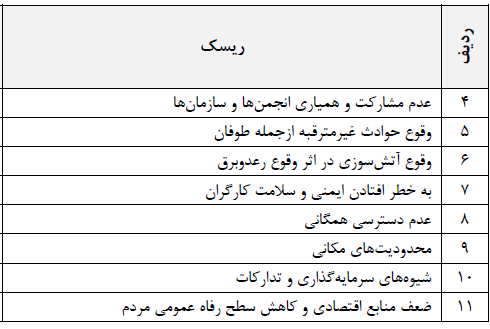 ردیف ریسک
۴ عدم مشارکت و همیاری انجمن‌ها و سازمان‌ها
۵ وقوع حوادث غیرمترقبه ازجمله طوفان
۶ وقوع آتش‌سوزی در اثر وقوع رعدوبرق
۷ به خطر افتادن ایمنی و سلامت کارگران
۸ عدم دسترسی همگانی
۹ محدودیت‌های مکانی
۱۰ شیوه‌های سرمایه‌گذاری و تدارکات
۱۱ ضعف منابع اقتصادی و کاهش سطح رفاه عمومی مردم